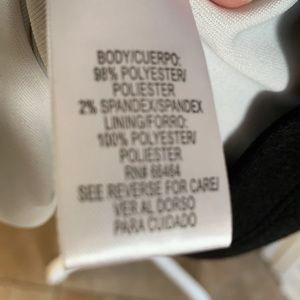 BODY/CUERPO:
98% POLYESTER/
POLIESTER
2% SPANDEX/SPANDEX
LINING/FORRO:
100% POLYESTER/
POLIESTER
RN# 66464
SEE REVERSE FOR CARE/
VER AL DORSO
PARA CUIDADO